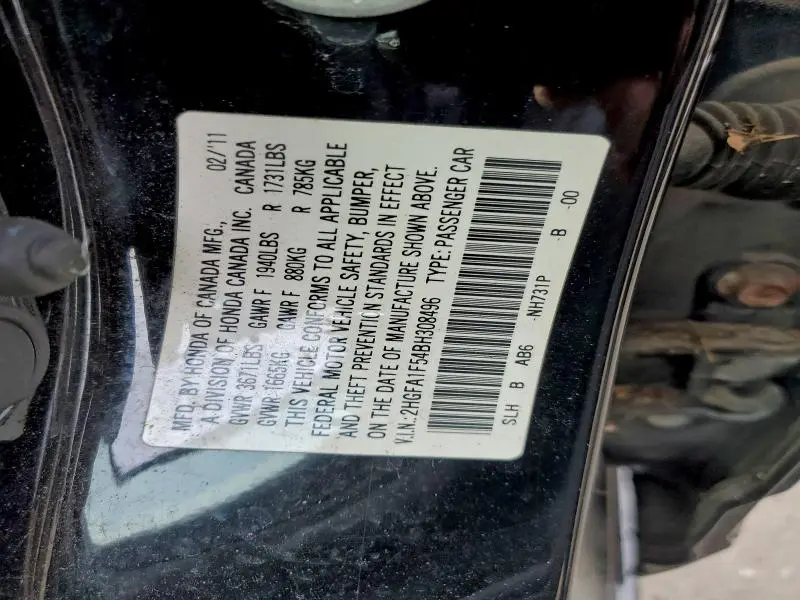 MFD. BY HONDA OF CANADA MFG., 02/11
A DIVISION OF HONDA CANADA INC. CANADA
GVWR 3671LBS GAWR F 1940LBS R 1731LBS
GVWR 1665KG GAWR F 880KG R 785KG
THIS VEHICLE CONFORMS TO ALL APPLICABLE
FEDERAL MOTOR VEHICLE SAFETY, BUMPER,
AND THEFT PREVENTION STANDARDS IN EFFECT
ON THE DATE OF MANUFACTURE SHOWN ABOVE.
V.I.N.:2HGFA1F54BH308496 TYPE:PASSENGER CAR
SLH B AB6 -NH731P -B -00